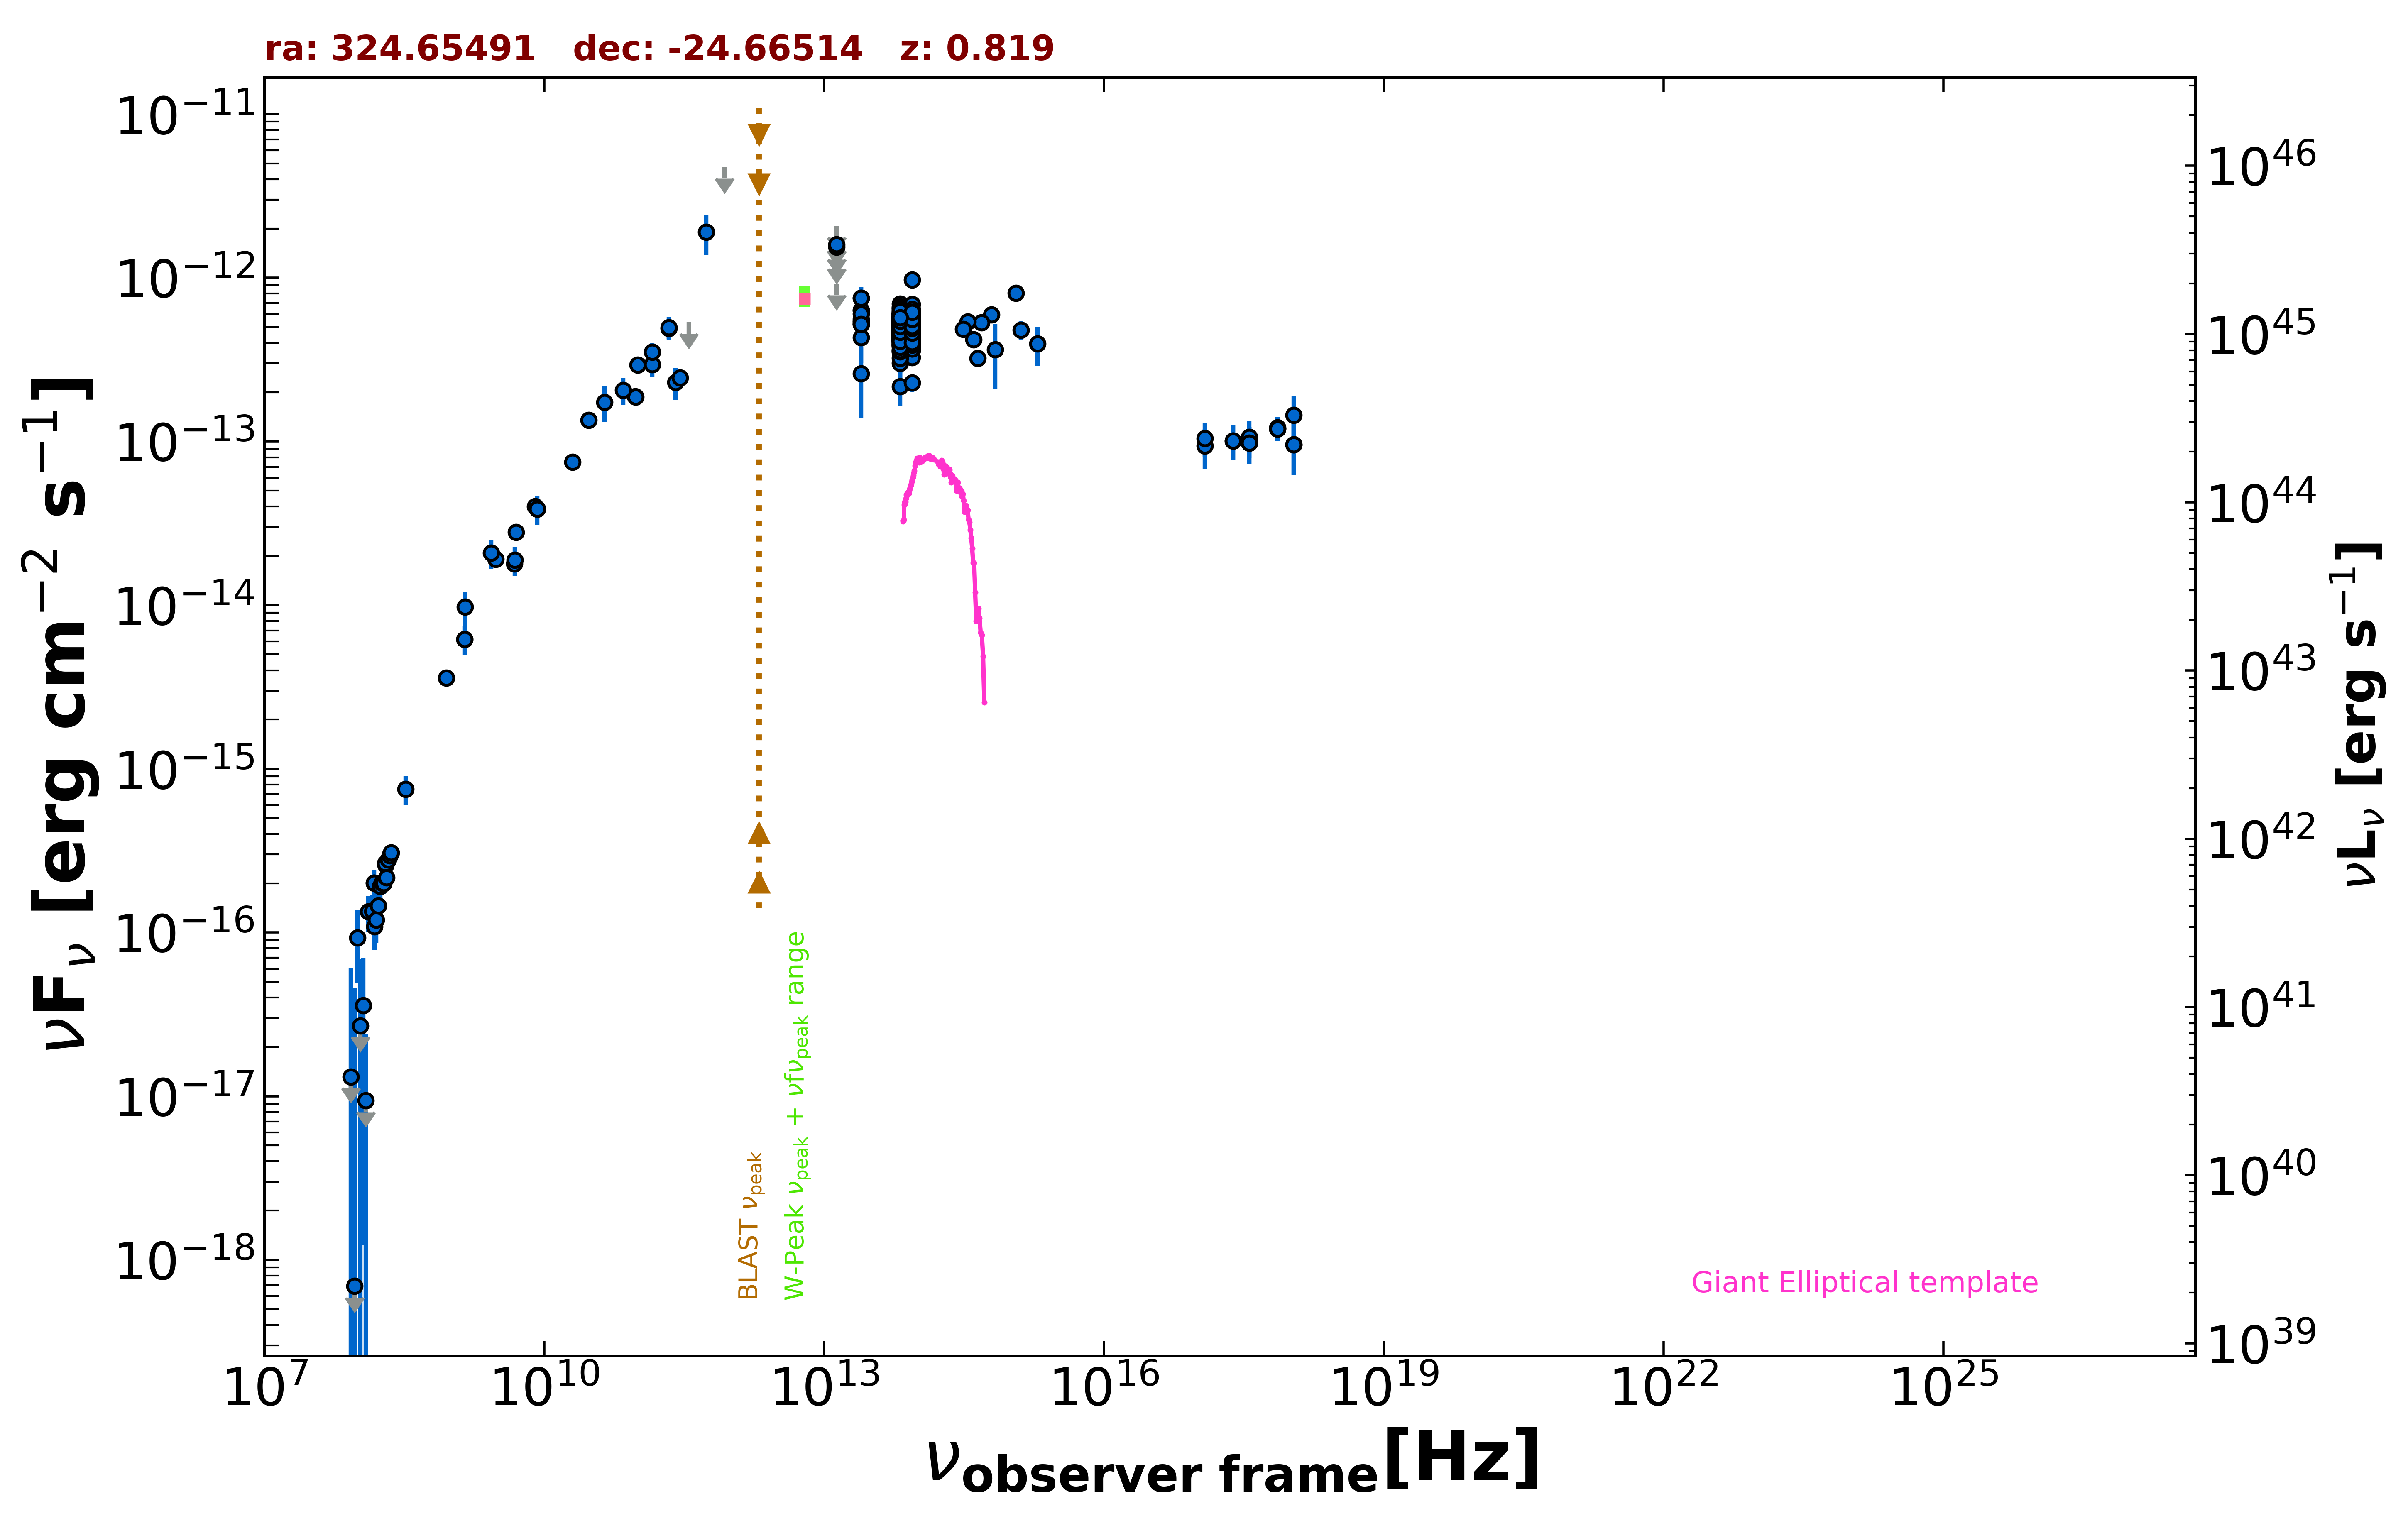 ra: 324.65491 dec: -24.66514 z: 0.819
νFν [erg cm⁻² s⁻¹]
10⁻¹¹
10⁻¹²
10⁻¹³
10⁻¹⁴
10⁻¹⁵
10⁻¹⁶
10⁻¹⁷
10⁻¹⁸
BLAST νpeak
W-Peak νpeak + νfνpeak range
Giant Elliptical template
10⁴⁶
10⁴⁵
10⁴⁴
10⁴³
10⁴²
10⁴¹
10⁴⁰
10³⁹
νLν [erg s⁻¹]
10⁷ 10¹⁰ 10¹³ 10¹⁶ 10¹⁹ 10²² 10²⁵
νobserver frame[Hz]